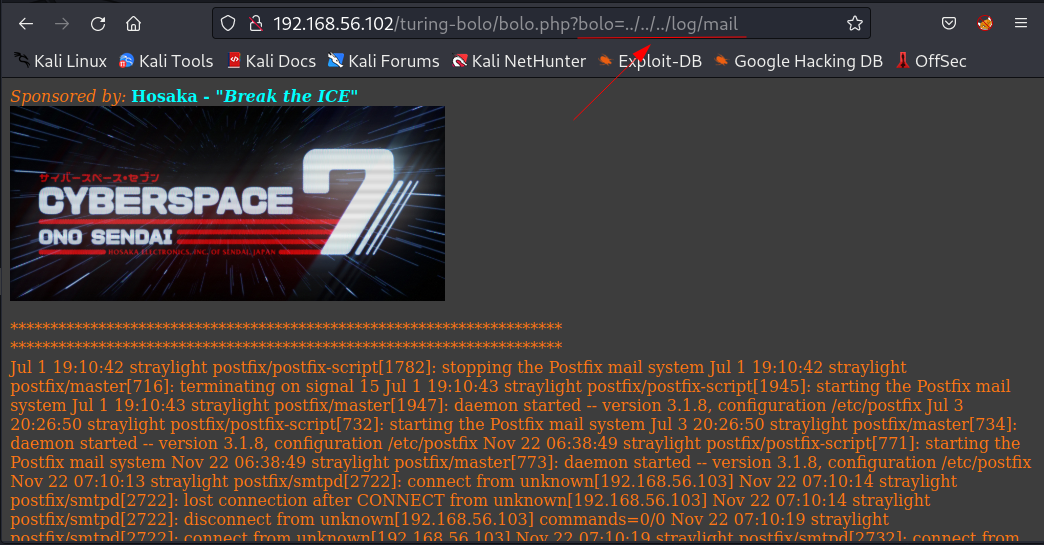 192.168.56.102/turing-bolo/bolo.php?bolo=../../../log/mail
Kali Linux Kali Tools Kali Docs Kali Forums Kali NetHunter Exploit-DB Google Hacking DB OffSec
Sponsored by: Hosaka - "Break the ICE"
サイバースペース・セブン
CYBERSPACE 7
ONO SENDAI
HOSAKA ELECTRONICS, INC. OF SENDAI, JAPAN
*********************************************************************
*********************************************************************
Jul 1 19:10:42 straylight postfix/postfix-script[1782]: stopping the Postfix mail system Jul 1 19:10:42 straylight
postfix/master[716]: terminating on signal 15 Jul 1 19:10:43 straylight postfix/postfix-script[1945]: starting the Postfix mail
system Jul 1 19:10:43 straylight postfix/master[1947]: daemon started -- version 3.1.8, configuration /etc/postfix Jul 3
20:26:50 straylight postfix/postfix-script[732]: starting the Postfix mail system Jul 3 20:26:50 straylight postfix/master[734]:
daemon started -- version 3.1.8, configuration /etc/postfix Nov 22 06:38:49 straylight postfix/postfix-script[771]: starting the
Postfix mail system Nov 22 06:38:49 straylight postfix/master[773]: daemon started -- version 3.1.8, configuration /etc/postfix
Nov 22 07:10:13 straylight postfix/smtpd[2722]: connect from unknown[192.168.56.103] Nov 22 07:10:14 straylight
postfix/smtpd[2722]: lost connection after CONNECT from unknown[192.168.56.103] Nov 22 07:10:14 straylight
postfix/smtpd[2722]: disconnect from unknown[192.168.56.103] commands=0/0 Nov 22 07:10:19 straylight
postfix/smtpd[2722]: connect from unknown[192.168.56.103] Nov 22 07:10:19 straylight postfix/smtpd[2732]: connect from